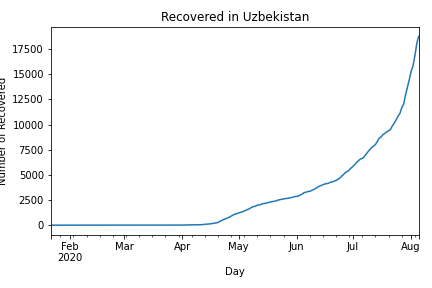 Recovered in Uzbekistan
Number of Recovered
17500
15000
12500
10000
7500
5000
2500
0
Feb
2020
Mar
Apr
May
Jun
Jul
Aug
Day